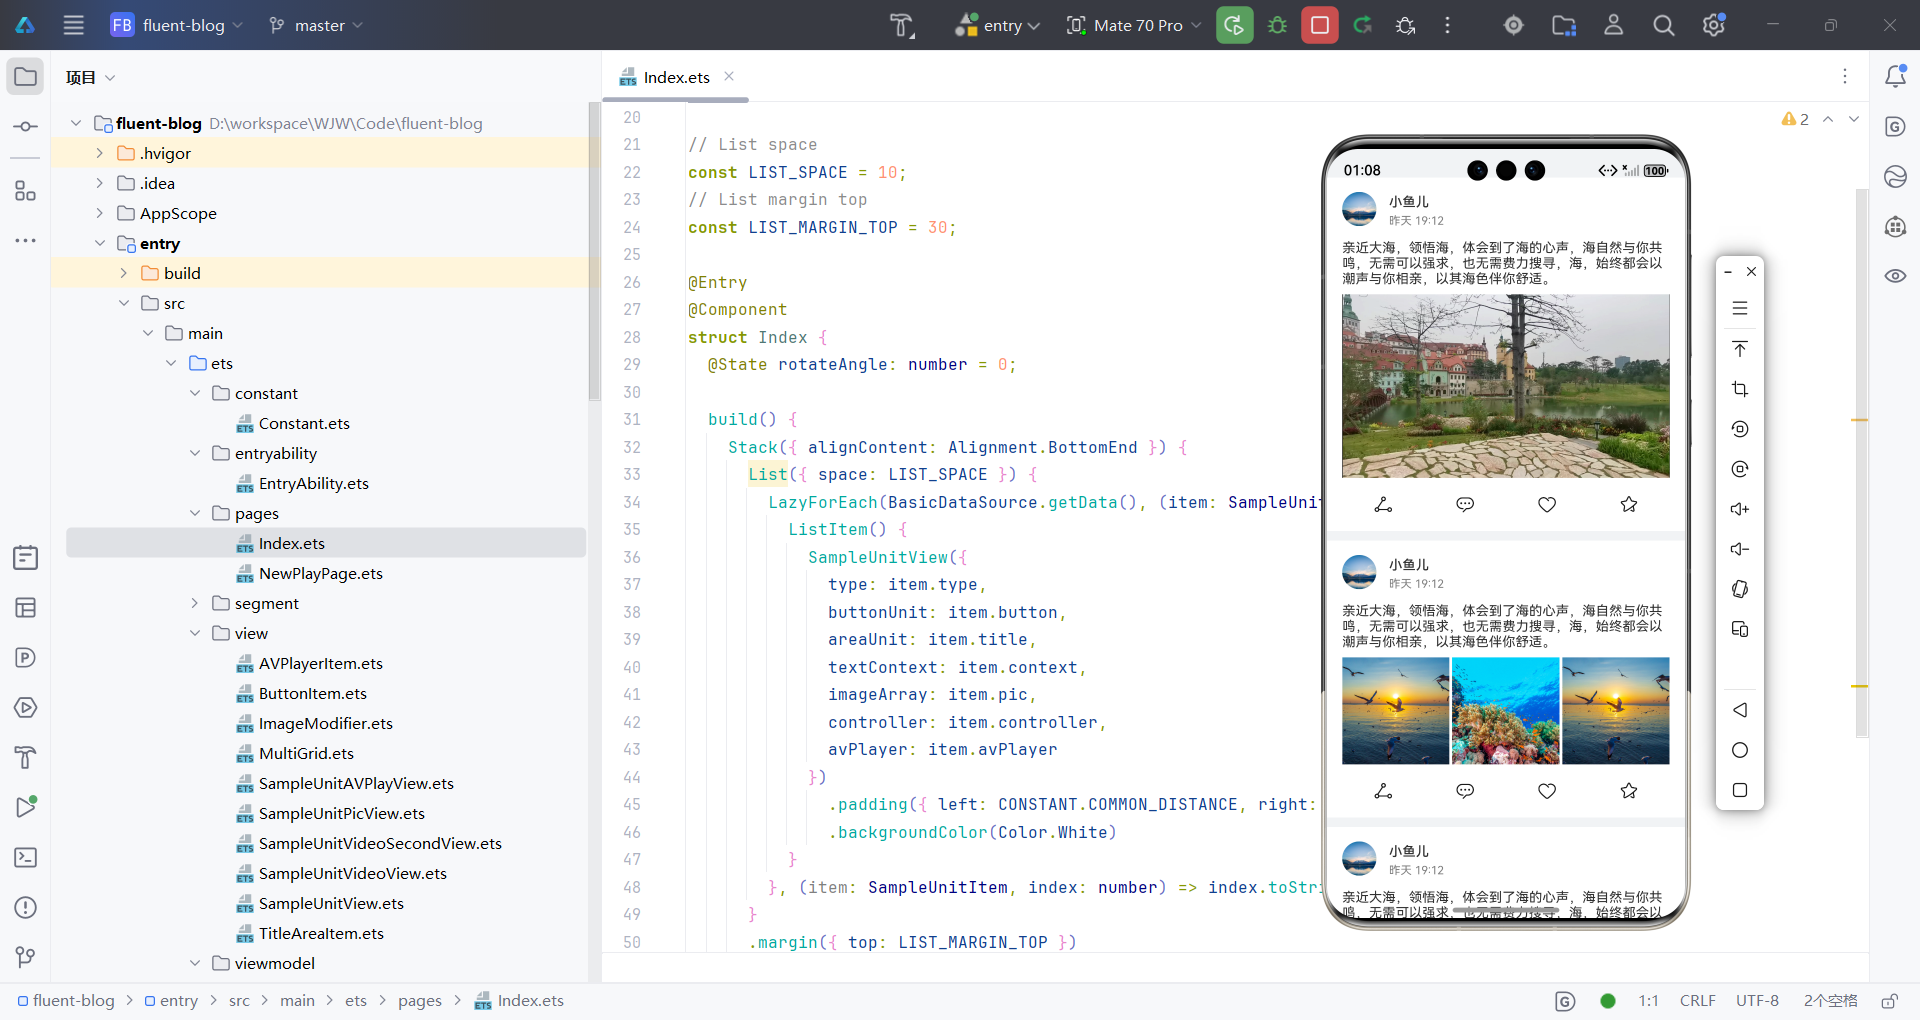 FB fluent-blog master entry Mate 70 Pro
项目
Index.ets
fluent-blog D:\workspace\WJW\Code\fluent-blog
.hvigor
.idea
AppScope
entry
build
src
main
ets
constant
Constant.ets
entryability
EntryAbility.ets
pages
Index.ets
NewPlayPage.ets
segment
view
AVPlayerItem.ets
ButtonItem.ets
ImageModifier.ets
MultiGrid.ets
SampleUnitAVPlayView.ets
SampleUnitPicView.ets
SampleUnitVideoSecondView.ets
SampleUnitVideoView.ets
SampleUnitView.ets
TitleAreaItem.ets
viewmodel
2
20
21 // List space
22 const LIST_SPACE = 10;
23 // List margin top
24 const LIST_MARGIN_TOP = 30;
25
26 @Entry
27 @Component
28 struct Index {
29 @State rotateAngle: number = 0;
30
31 build() {
32 Stack({ alignContent: Alignment.BottomEnd }) {
33 List({ space: LIST_SPACE }) {
34 LazyForEach(BasicDataSource.getData(), (item: SampleUnit
35 ListItem() {
36 SampleUnitView({
37 type: item.type,
38 buttonUnit: item.button,
39 areaUnit: item.title,
40 textContext: item.context,
41 imageArray: item.pic,
42 controller: item.controller,
43 avPlayer: item.avPlayer
44 })
45 .padding({ left: CONSTANT.COMMON_DISTANCE, right:
46 .backgroundColor(Color.White)
47 }
48 }, (item: SampleUnitItem, index: number) => index.toStri
49 }
50 .margin({ top: LIST_MARGIN_TOP })
01:08 100
小鱼儿
昨天 19:12
亲近大海，领悟海，体会到了海的心声，海自然与你共
鸣，无需可以强求，也无需费力搜寻，海，始终都会以
潮声与你相亲，以其海色伴你舒适。
小鱼儿
昨天 19:12
亲近大海，领悟海，体会到了海的心声，海自然与你共
鸣，无需可以强求，也无需费力搜寻，海，始终都会以
潮声与你相亲，以其海色伴你舒适。
小鱼儿
昨天 19:12
亲近大海，领悟海，体会到了海的心声，海自然与你共
鸣，无需可以强求，也无需费力搜寻，海，始终都会以
fluent-blog > entry > src > main > ets > pages > Index.ets
1:1 CRLF UTF-8 2个空格